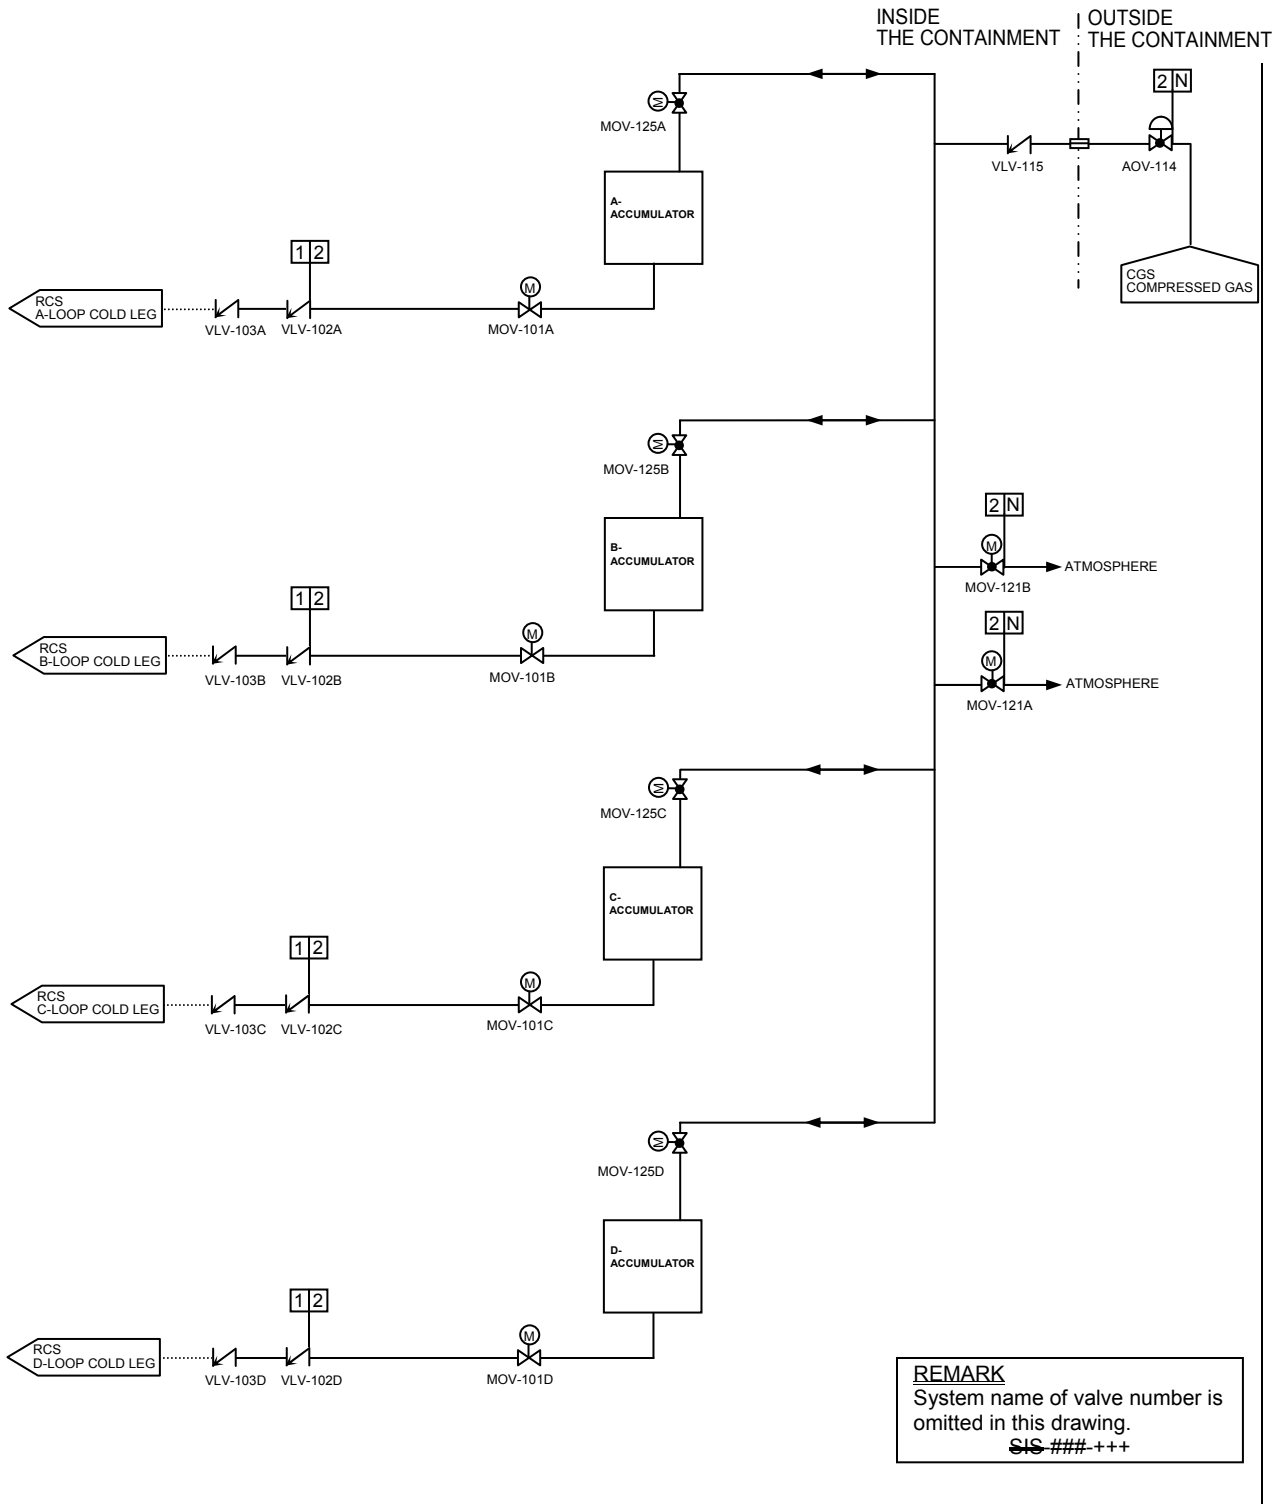 INSIDE
THE CONTAINMENT
OUTSIDE
THE CONTAINMENT
2 N
M
MOV-125A
VLV-115
AOV-114
A-
ACCUMULATOR
CGS
COMPRESSED GAS
1 2
M
RCS
A-LOOP COLD LEG
VLV-103A
VLV-102A
MOV-101A
M
MOV-125B
2 N
M
ATMOSPHERE
MOV-121B
B-
ACCUMULATOR
1 2
M
RCS
B-LOOP COLD LEG
VLV-103B
VLV-102B
MOV-101B
2 N
M
ATMOSPHERE
MOV-121A
M
MOV-125C
C-
ACCUMULATOR
1 2
M
RCS
C-LOOP COLD LEG
VLV-103C
VLV-102C
MOV-101C
M
MOV-125D
D-
ACCUMULATOR
1 2
M
RCS
D-LOOP COLD LEG
VLV-103D
VLV-102D
MOV-101D
REMARK
System name of valve number is
omitted in this drawing.
SIS-###-+++